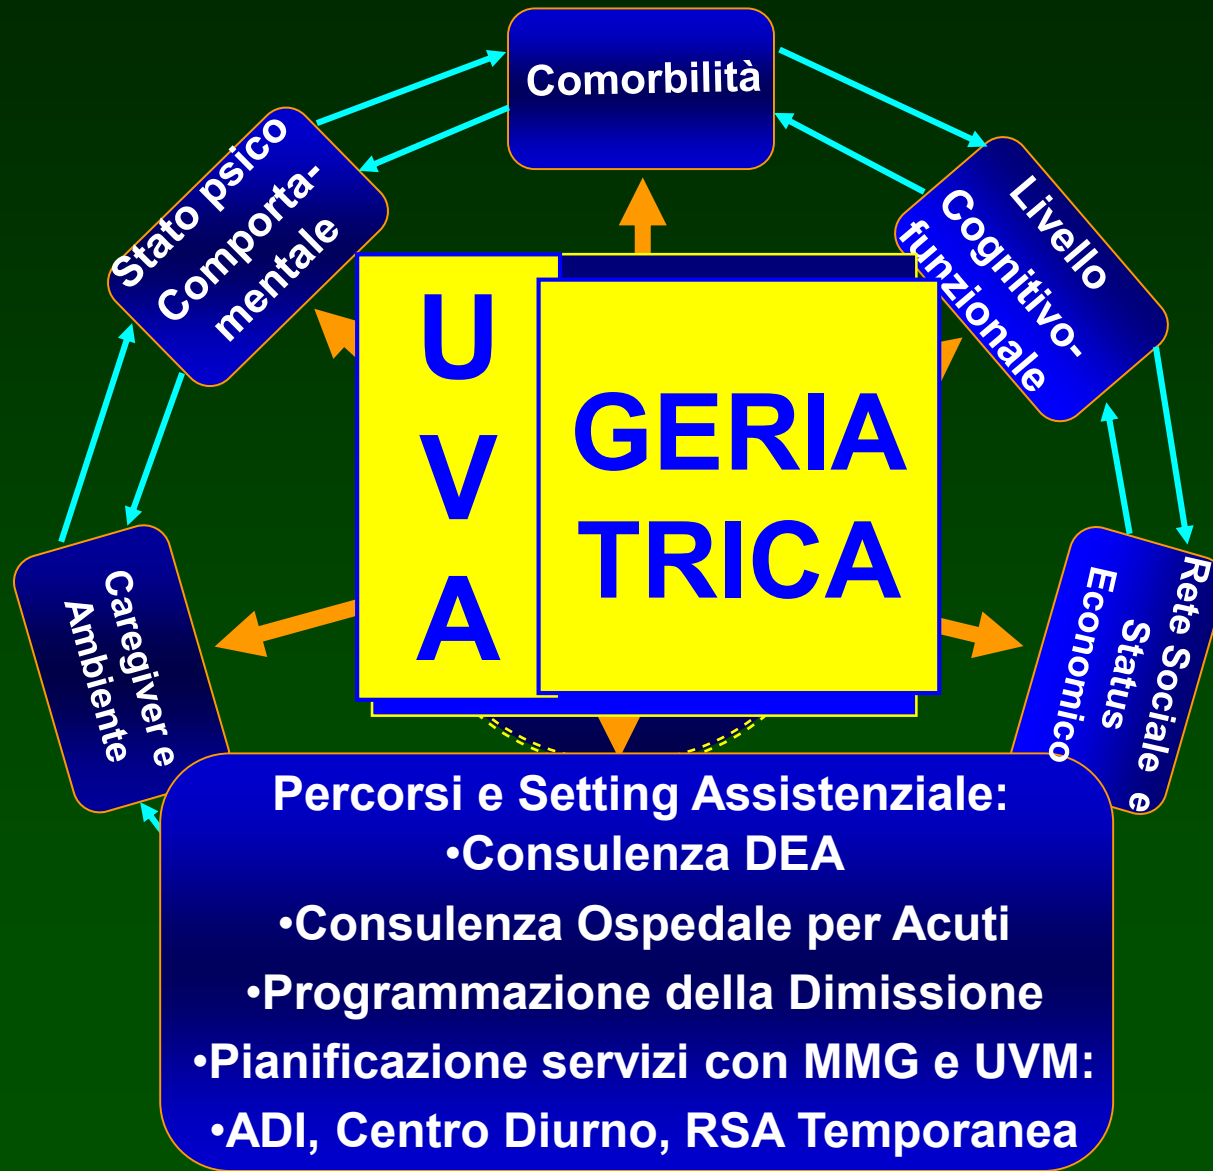 Comorbilità
Stato psico
Comporta-
mentale
Livello
Cognitivo-
funzionale
U
V
A
GERIA
TRICA
Caregiver e
Ambiente
Rete Sociale e
Status
Economico
Percorsi e Setting Assistenziale:
•Consulenza DEA
•Consulenza Ospedale per Acuti
•Programmazione della Dimissione
•Pianificazione servizi con MMG e UVM:
•ADI, Centro Diurno, RSA Temporanea